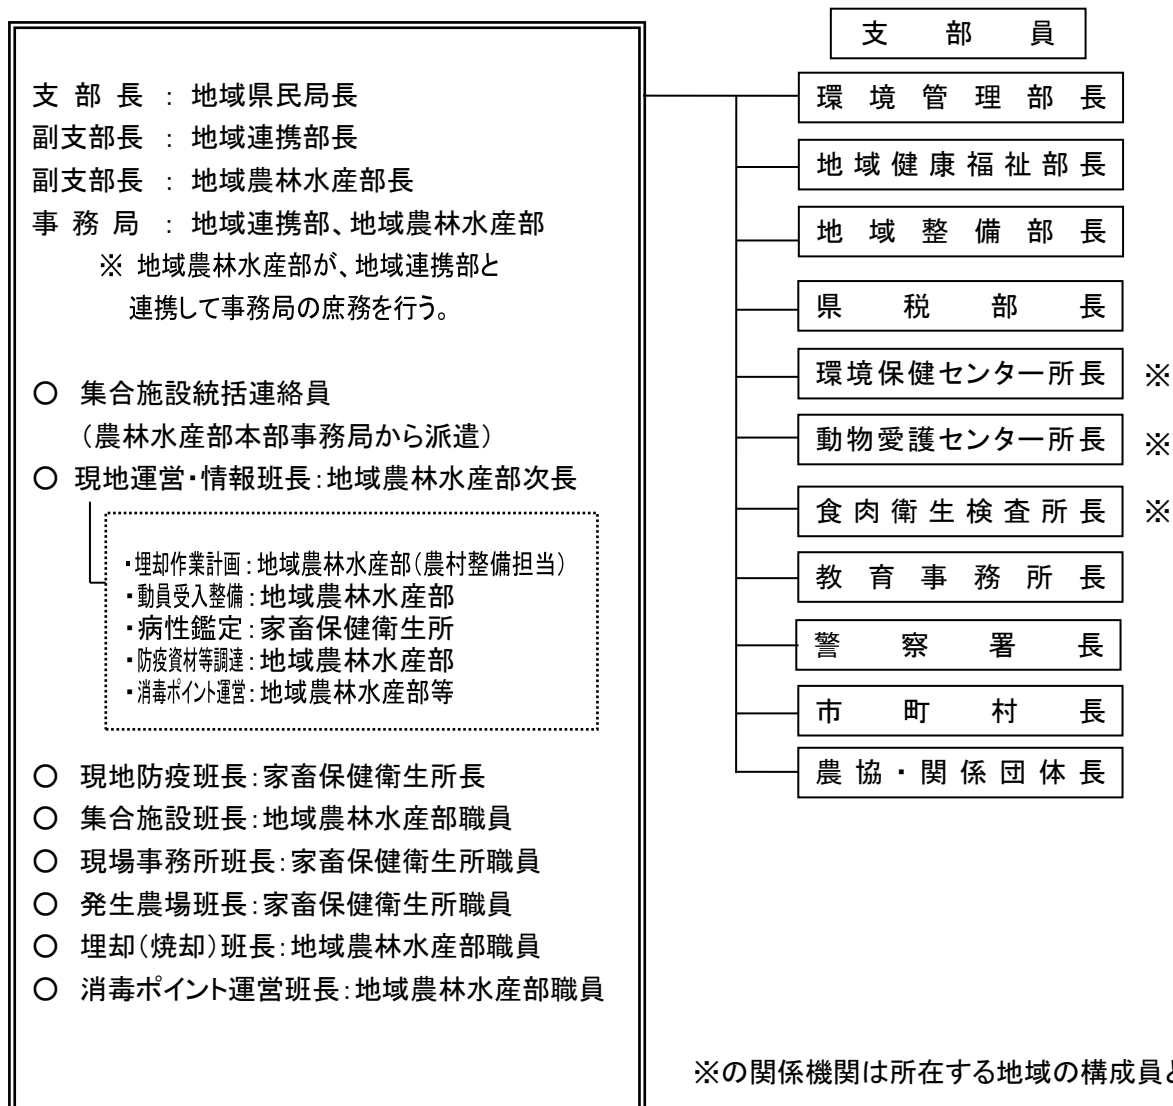 支部長 : 地域県民局長
副支部長 : 地域連携部長
副支部長 : 地域農林水産部長
事務局 : 地域連携部、地域農林水産部
※ 地域農林水産部が、地域連携部と
連携して事務局の庶務を行う。
○ 集合施設統括連絡員
（農林水産部本部事務局から派遣）
○ 現地運営・情報班長：地域農林水産部次長
・埋却作業計画：地域農林水産部（農村整備担当）
・動員受入整備：地域農林水産部
・病性鑑定：家畜保健衛生所
・防疫資材等調達：地域農林水産部
・消毒ポイント運営：地域農林水産部等
○ 現地防疫班長：家畜保健衛生所長
○ 集合施設班長：地域農林水産部職員
○ 現場事務所班長：家畜保健衛生所職員
○ 発生農場班長：家畜保健衛生所職員
○ 埋却（焼却）班長：地域農林水産部職員
○ 消毒ポイント運営班長：地域農林水産部職員
支部員
環境管理部長
地域健康福祉部長
地域整備部長
県税部長
環境保健センター所長 ※
動物愛護センター所長 ※
食肉衛生検査所長 ※
教育事務所長
警察署長
市町村長
農協・関係団体長
※の関係機関は所在する地域の構成員